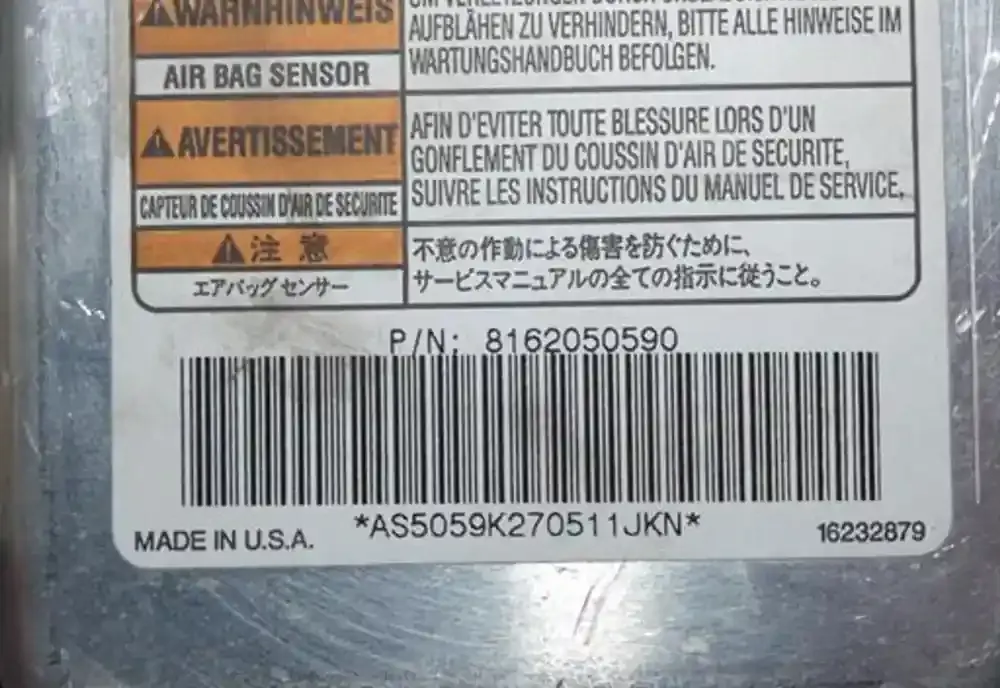 ⚠WARNHINWEIS
AIR BAG SENSOR
AUFBLÄHEN ZU VERHINDERN, BITTE ALLE HINWEISE IM
WARTUNGSHANDBUCH BEFOLGEN.
⚠AVERTISSEMENT
CAPTEUR DE COUSSIN D'AIR DE SECURITE
AFIN D'EVITER TOUTE BLESSURE LORS D'UN
GONFLEMENT DU COUSSIN D'AIR DE SECURITE,
SUIVRE LES INSTRUCTIONS DU MANUEL DE SERVICE.
⚠注意
エアバッグセンサー
不意の作動による傷害を防ぐために、
サービスマニュアルの全ての指示に従うこと。
P/N: 8162050590
*AS5059K270511JKN*
MADE IN U.S.A.
16232879